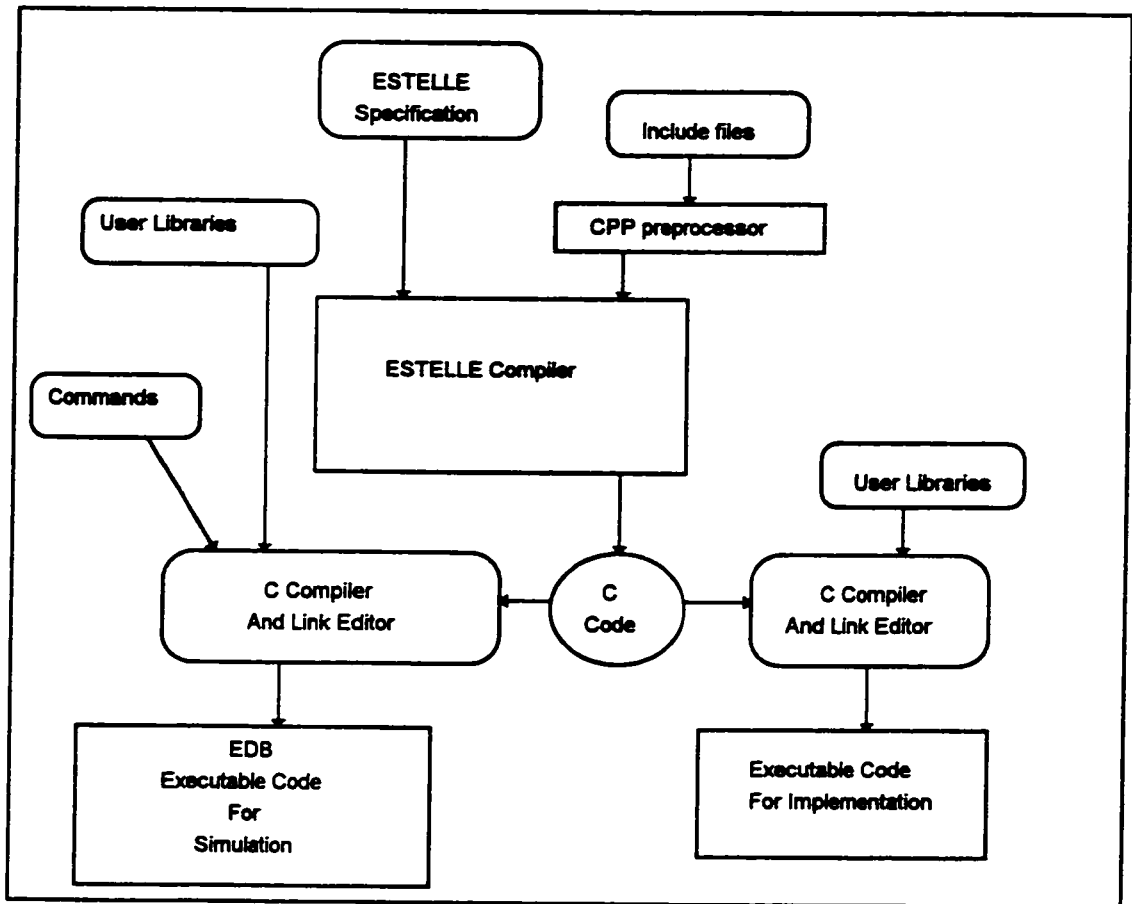 ESTELLE
Specification
Include files
User Libraries
CPP preprocessor
ESTELLE Compiler
Commands
User Libraries
C Compiler
And Link Editor
C
Code
C Compiler
And Link Editor
EDB
Executable Code
For
Simulation
Executable Code
For Implementation